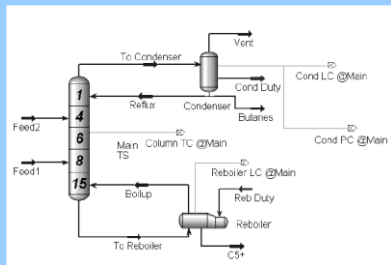 Vent
To Condenser
Cond LC @Main
1
Cond Duty
Reflux
Condenser
Butanes
4
Feed2
Main
TS
Column TC @Main
Cond PC @Main
6
8
Feed1
Reboiler LC @Main
15
Boilup
Reb Duty
Reboiler
To Reboiler
C5+